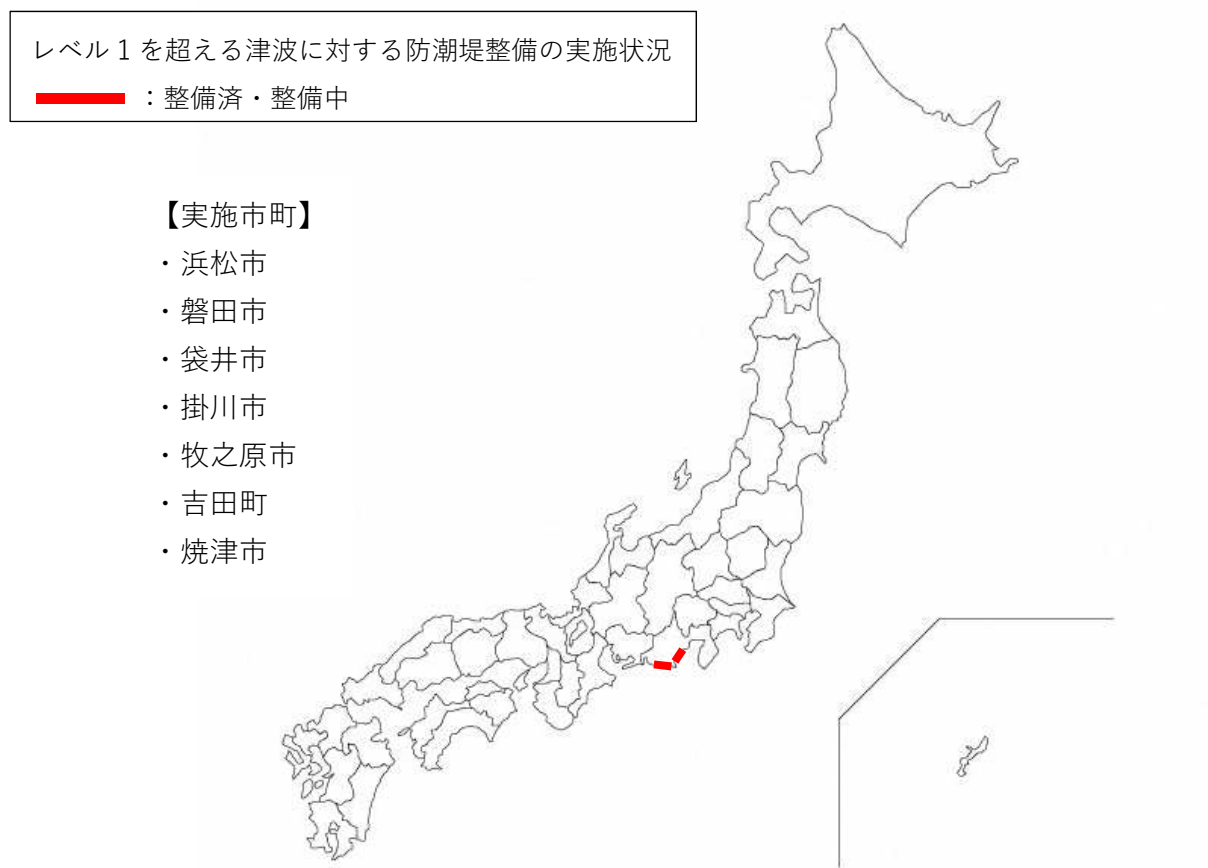 レベル１を超える津波に対する防潮堤整備の実施状況
：整備済・整備中
【実施市町】
・浜松市
・磐田市
・袋井市
・掛川市
・牧之原市
・吉田町
・焼津市